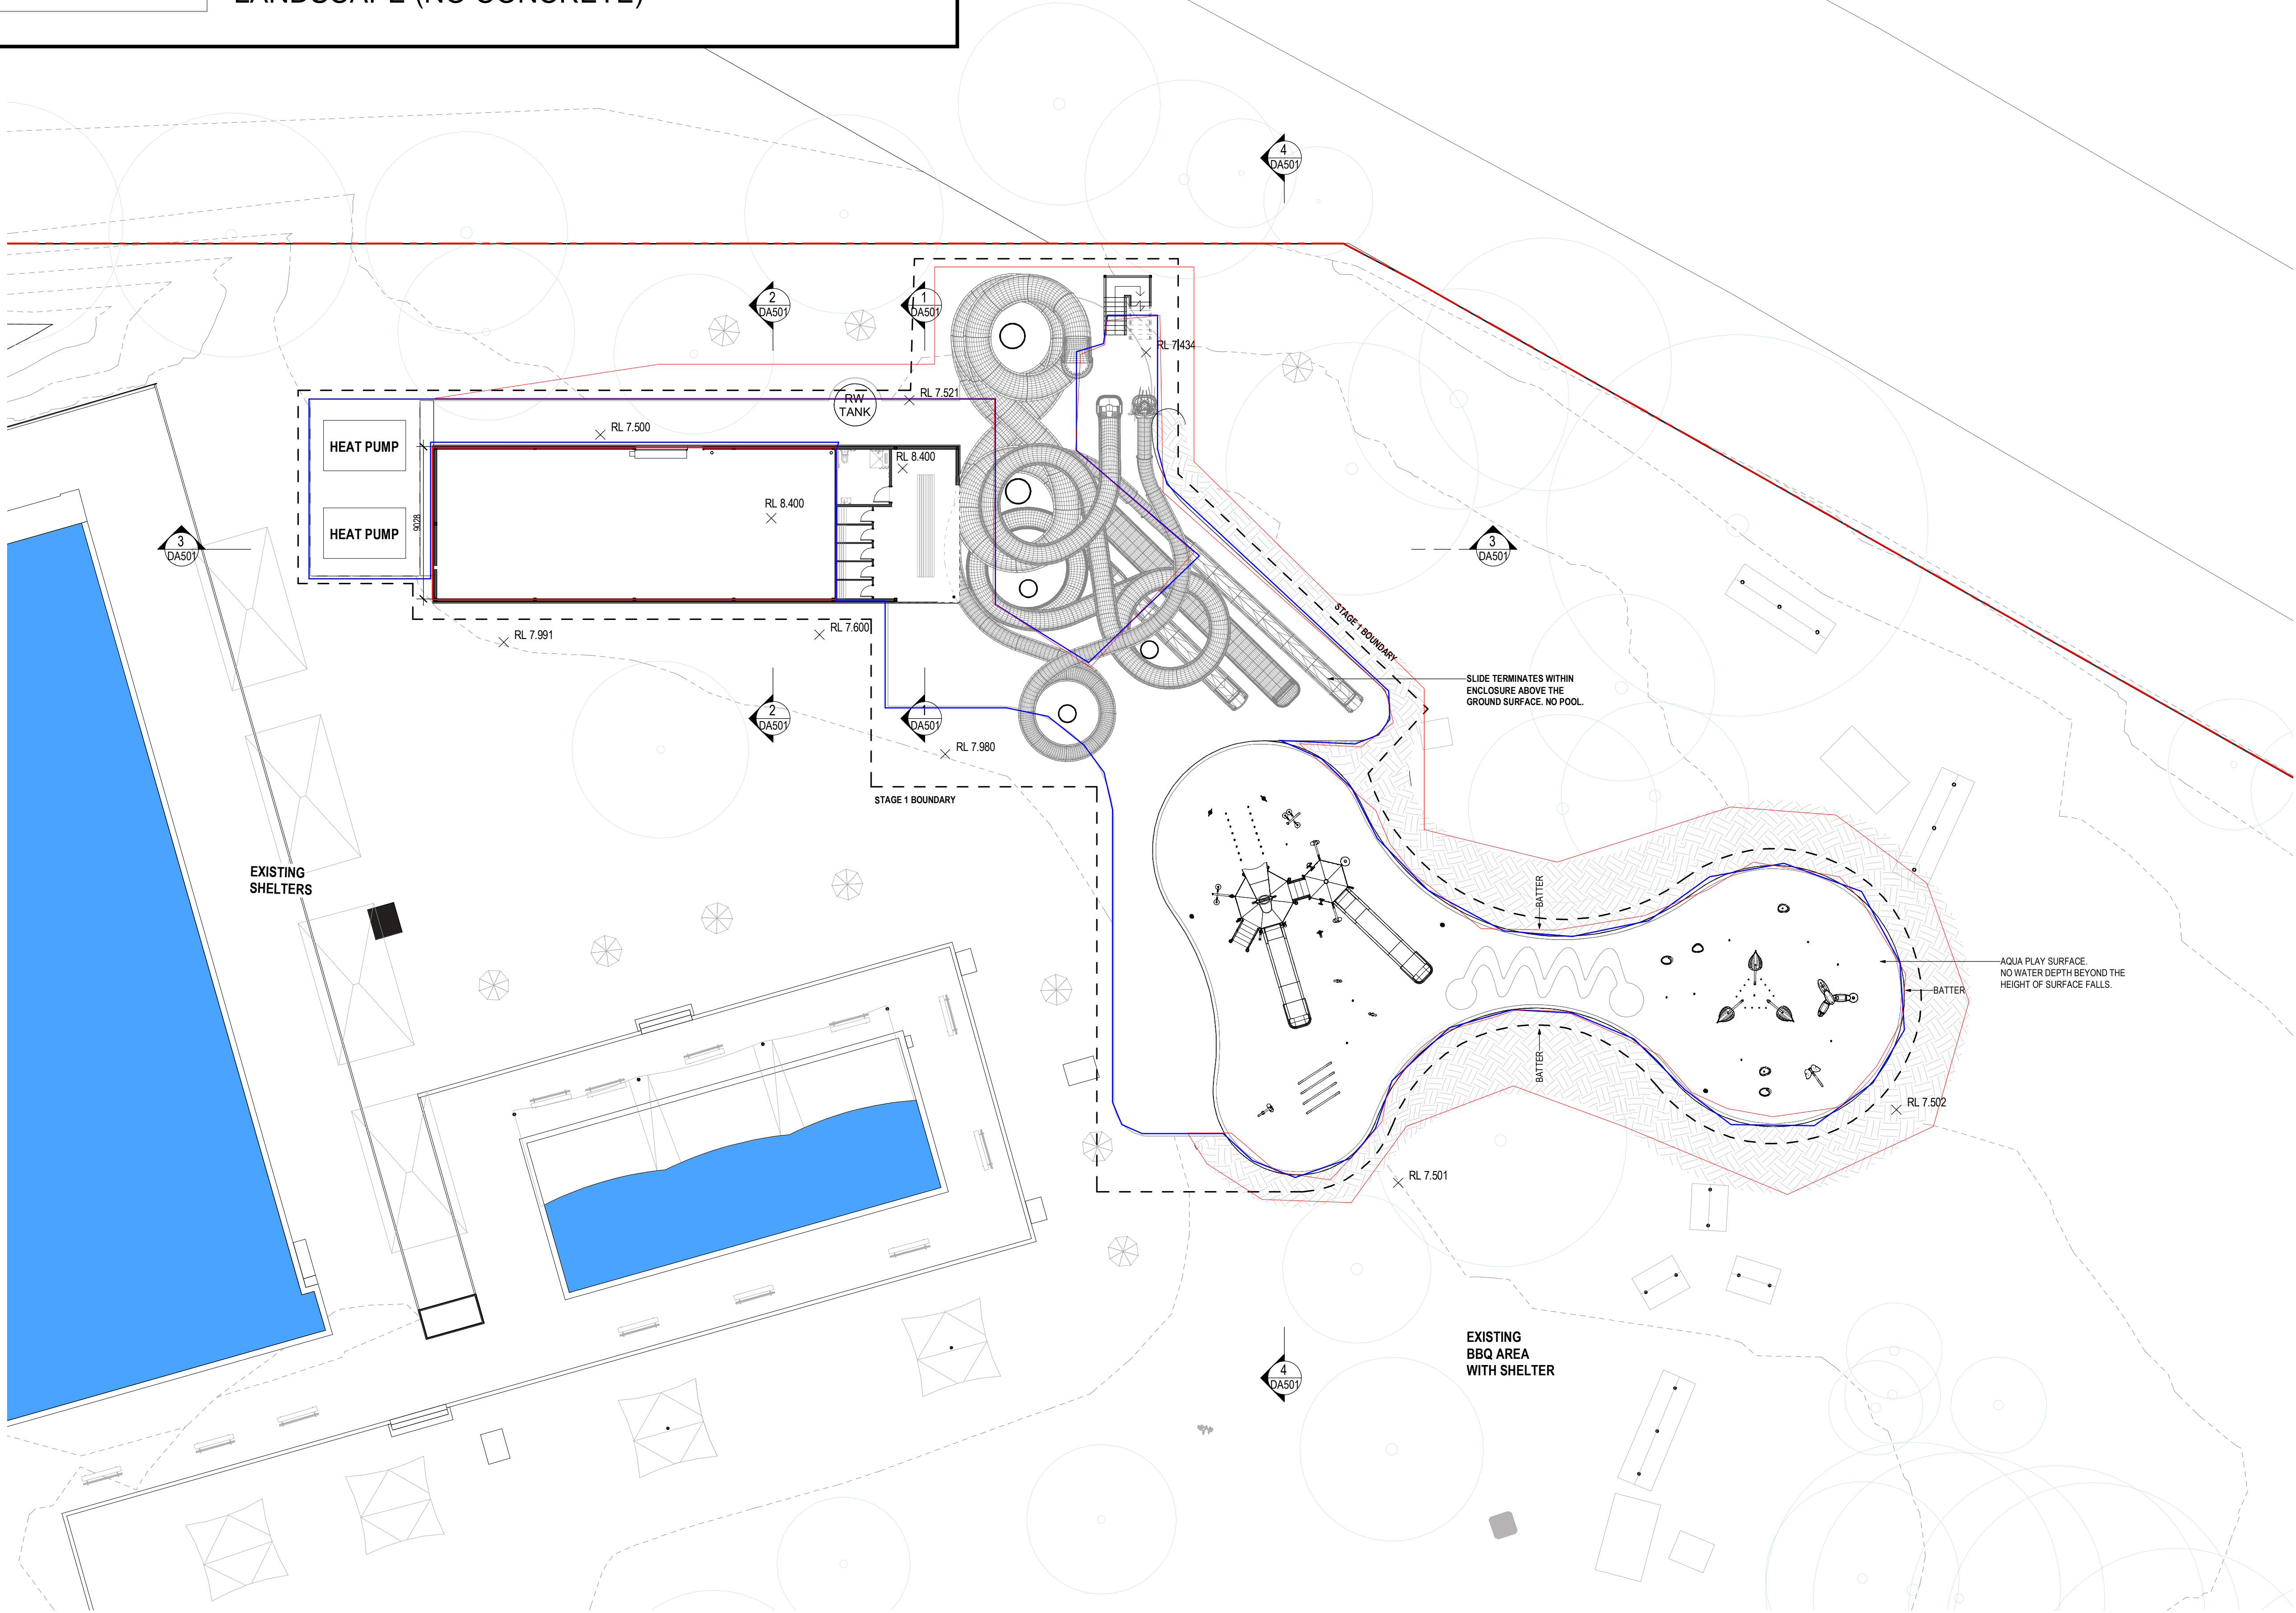 LANDSCAPE (NO CONCRETE)
4
DA501
2
DA501
1
DA501
RL 7.434
RW
TANK
RL 7.521
RL 7.500
HEAT PUMP
RL 8.400
RL 8.400
HEAT PUMP
9028
3
DA501
3
DA501
STAGE 1 BOUNDARY
RL 7.991
RL 7.600
SLIDE TERMINATES WITHIN
ENCLOSURE ABOVE THE
GROUND SURFACE. NO POOL.
2
DA501
1
DA501
RL 7.980
STAGE 1 BOUNDARY
EXISTING
SHELTERS
BATTER
AQUA PLAY SURFACE.
NO WATER DEPTH BEYOND THE
HEIGHT OF SURFACE FALLS.
BATTER
BATTER
RL 7.502
RL 7.501
EXISTING
BBQ AREA
WITH SHELTER
4
DA501